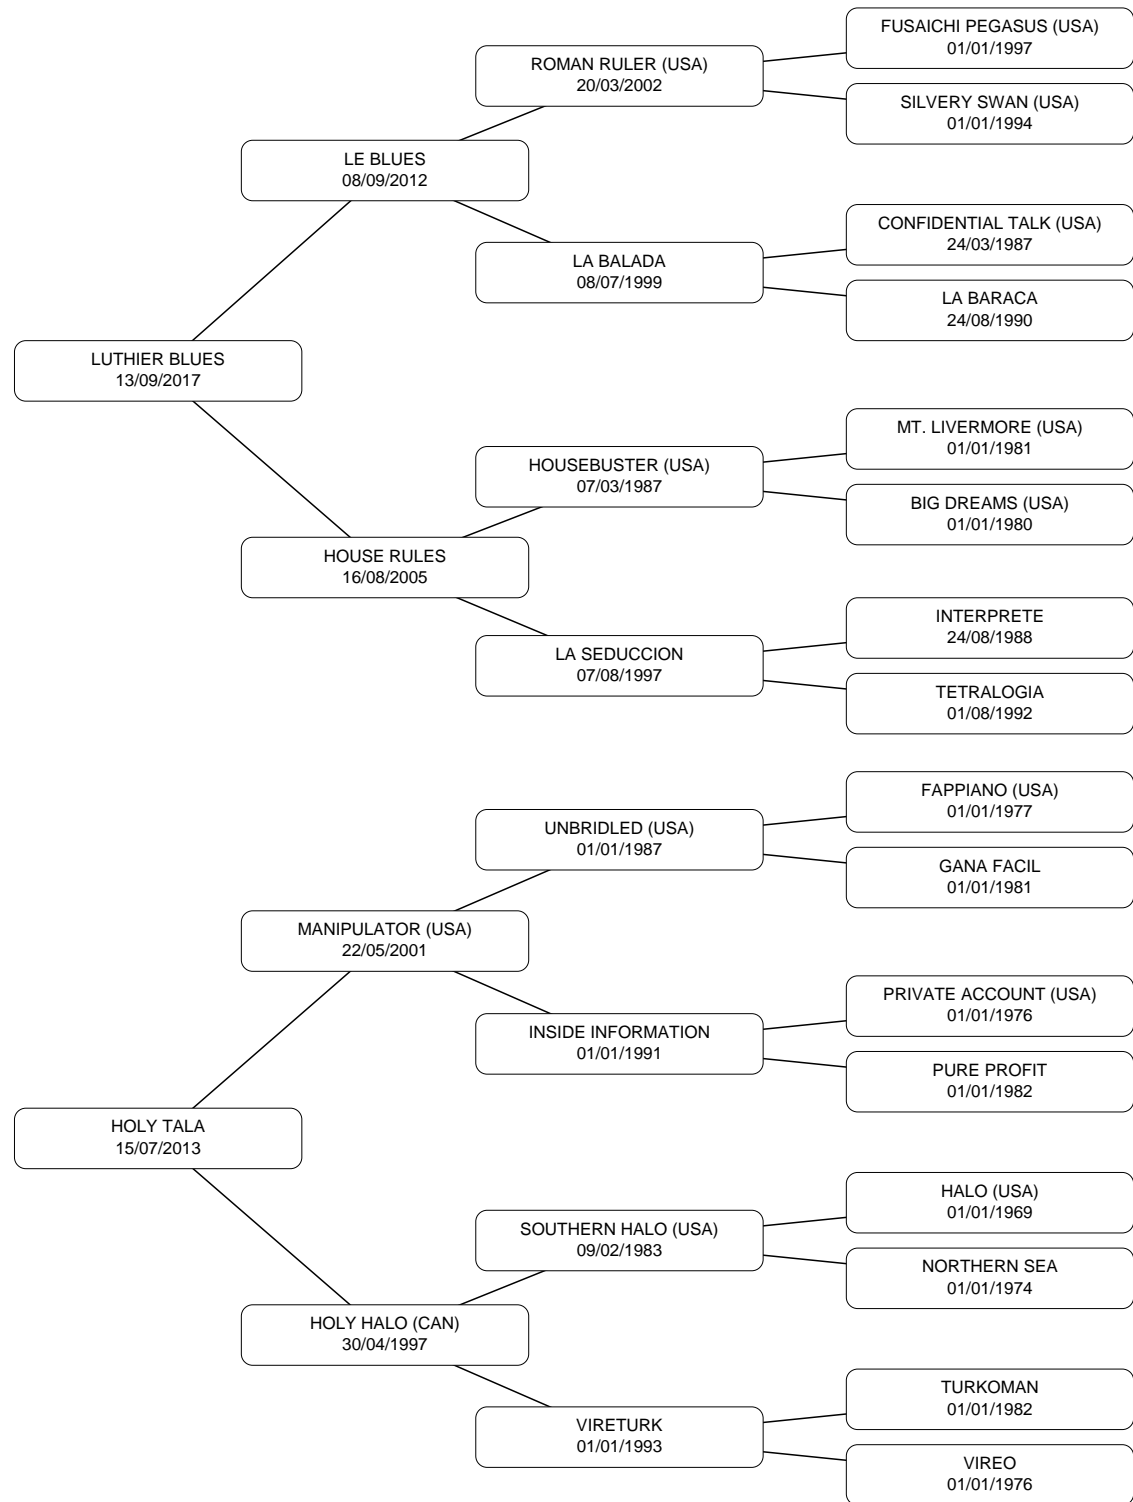 FUSAICHI PEGASUS (USA)
01/01/1997
ROMAN RULER (USA)
20/03/2002
SILVERY SWAN (USA)
01/01/1994
LE BLUES
08/09/2012
CONFIDENTIAL TALK (USA)
24/03/1987
LA BALADA
08/07/1999
LA BARACA
24/08/1990
LUTHIER BLUES
13/09/2017
MT. LIVERMORE (USA)
01/01/1981
HOUSEBUSTER (USA)
07/03/1987
BIG DREAMS (USA)
01/01/1980
HOUSE RULES
16/08/2005
INTERPRETE
24/08/1988
LA SEDUCCION
07/08/1997
TETRALOGIA
01/08/1992
FAPPIANO (USA)
01/01/1977
UNBRIDLED (USA)
01/01/1987
GANA FACIL
01/01/1981
MANIPULATOR (USA)
22/05/2001
PRIVATE ACCOUNT (USA)
01/01/1976
INSIDE INFORMATION
01/01/1991
PURE PROFIT
01/01/1982
HOLY TALA
15/07/2013
HALO (USA)
01/01/1969
SOUTHERN HALO (USA)
09/02/1983
NORTHERN SEA
01/01/1974
HOLY HALO (CAN)
30/04/1997
TURKOMAN
01/01/1982
VIRETURK
01/01/1993
VIREO
01/01/1976